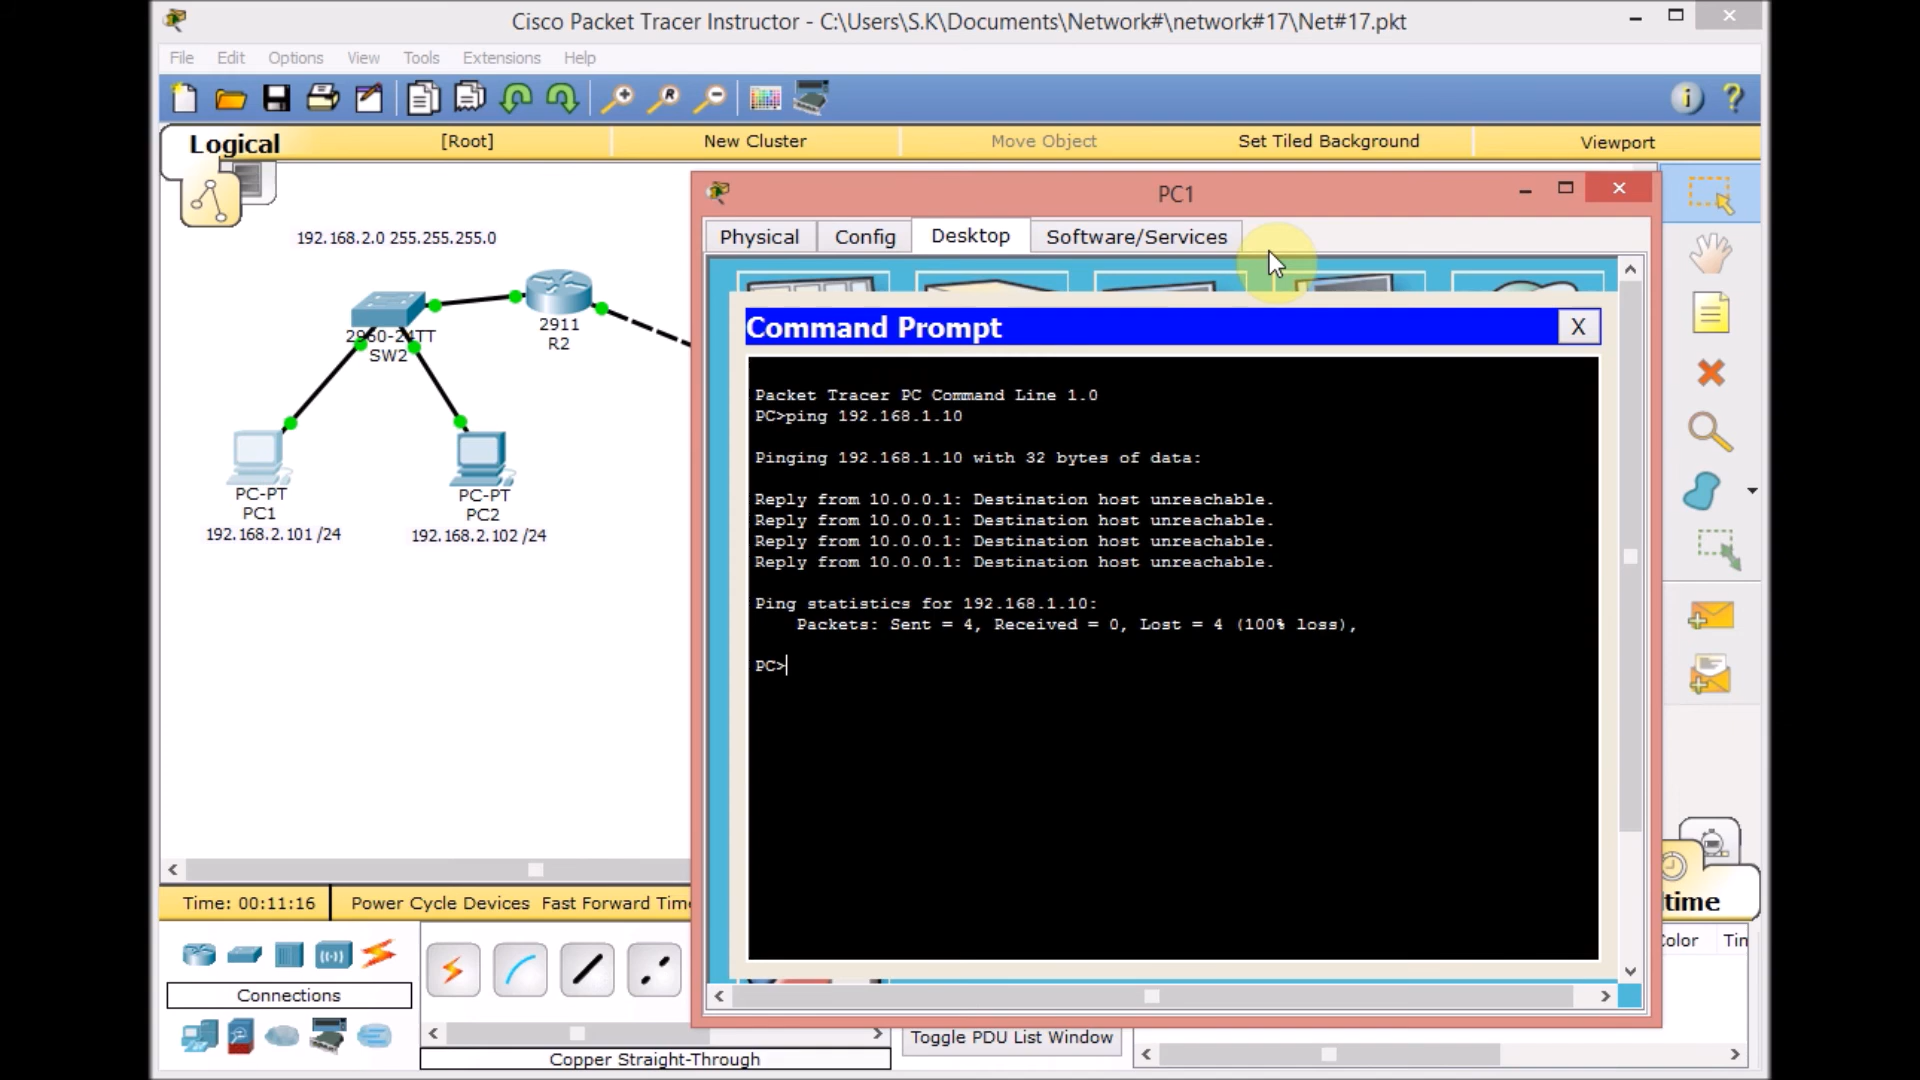 Cisco Packet Tracer Instructor - C:\Users\S.K\Documents\Network#\network#17\Net#17.pkt
File Edit Options View Tools Extensions Help
Logical [Root] New Cluster Move Object Set Tiled Background Viewport
192.168.2.0 255.255.255.0
2911
R2
2960-24TT
SW2
PC-PT
PC1
192.168.2.101 /24
PC-PT
PC2
192.168.2.102 /24
PC1
Physical Config Desktop Software/Services
Command Prompt X
Packet Tracer PC Command Line 1.0
PC>ping 192.168.1.10
Pinging 192.168.1.10 with 32 bytes of data:
Reply from 10.0.0.1: Destination host unreachable.
Reply from 10.0.0.1: Destination host unreachable.
Reply from 10.0.0.1: Destination host unreachable.
Reply from 10.0.0.1: Destination host unreachable.
Ping statistics for 192.168.1.10:
Packets: Sent = 4, Received = 0, Lost = 4 (100% loss),
PC>
Time: 00:11:16 Power Cycle Devices Fast Forward Time
time
Color Tim
Connections
Toggle PDU List Window
Copper Straight-Through